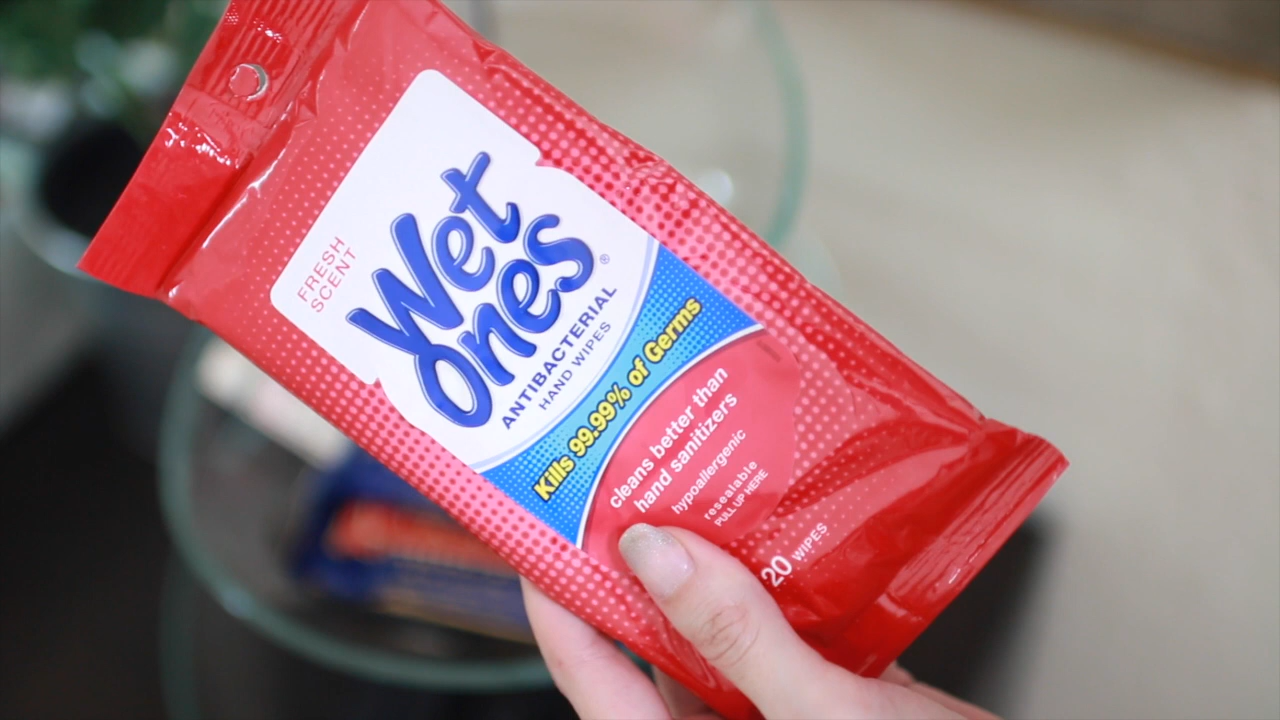 FRESH
SCENT
Wet
Ones®
ANTIBACTERIAL
HAND WIPES
Kills 99.99% of Germs
cleans better than
hand sanitizers
hypoallergenic
resealable
PULL UP HERE
20 WIPES